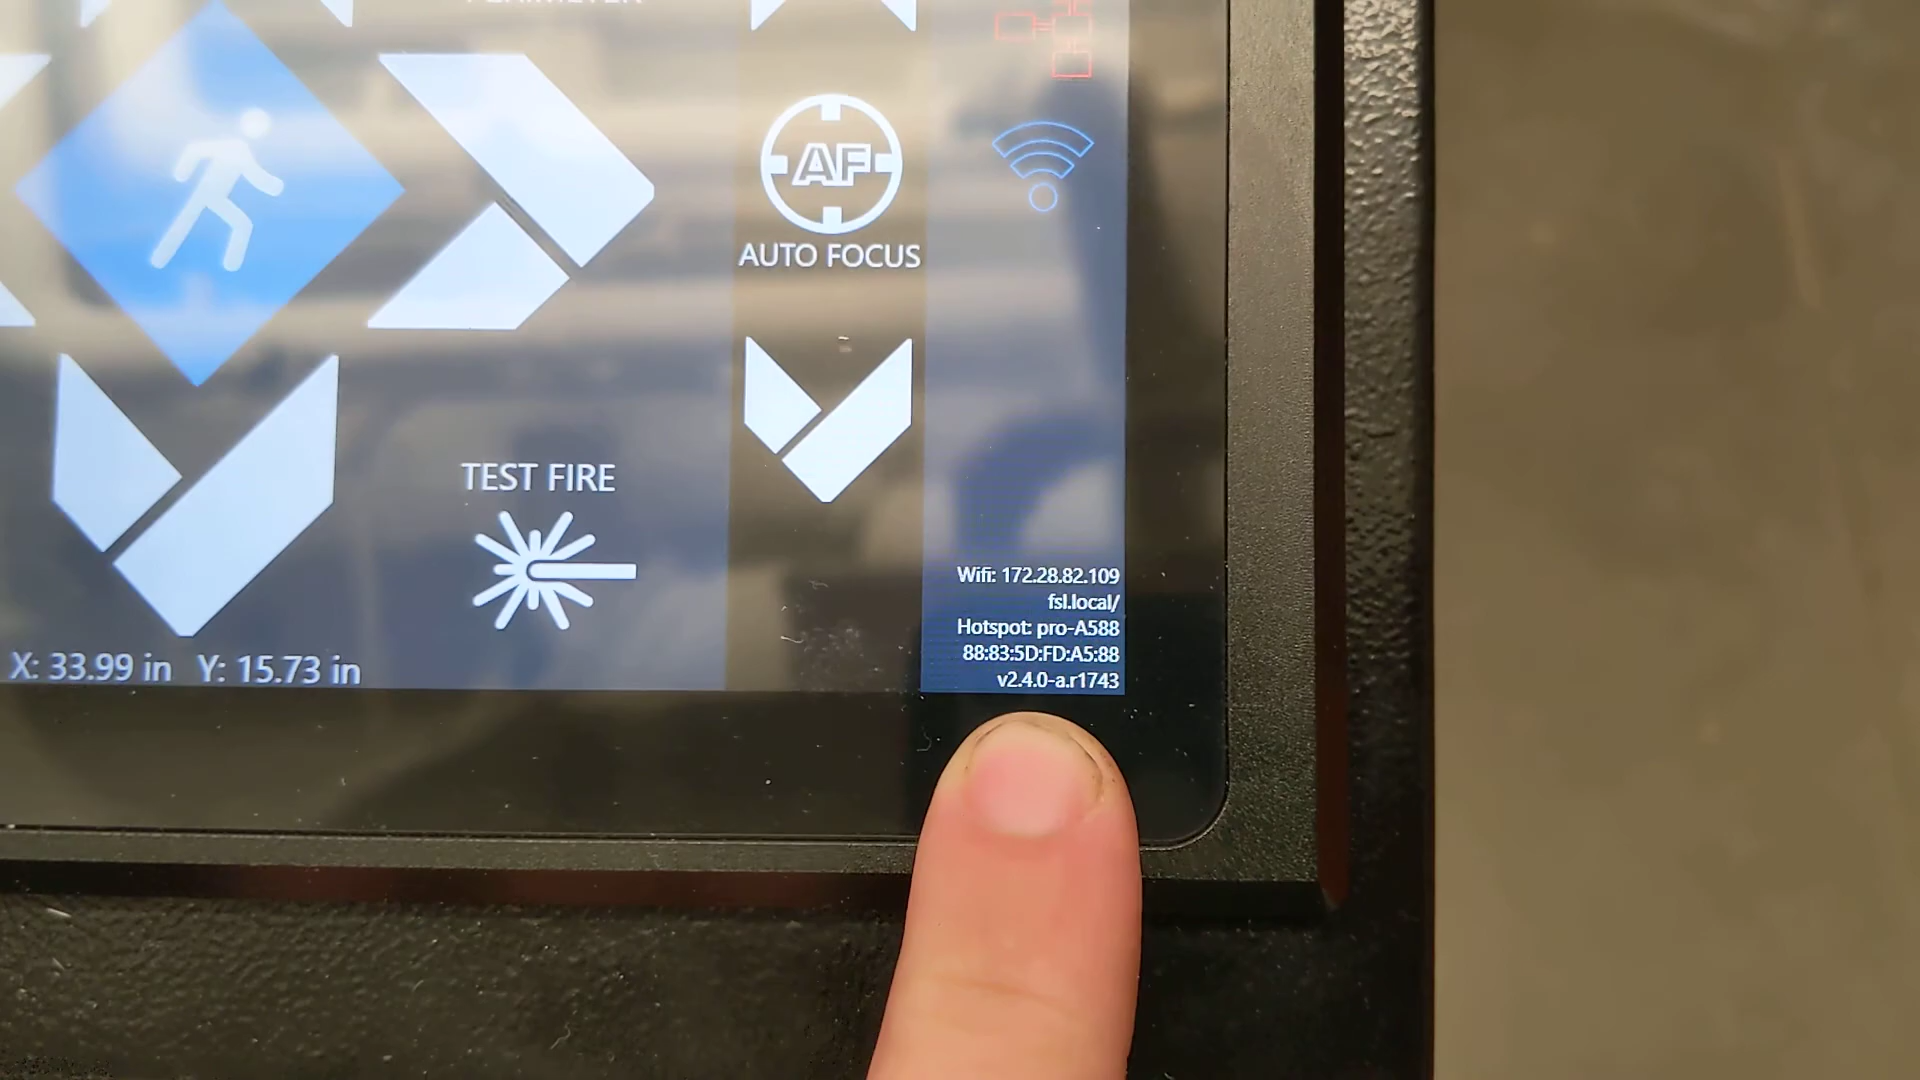 AF
AUTO FOCUS
TEST FIRE
X: 33.99 in Y: 15.73 in
Wifi: 172.28.82.109
fsl.local/
Hotspot: pro-A588
88:83:5D:FD:A5:88
v2.4.0-a.r1743